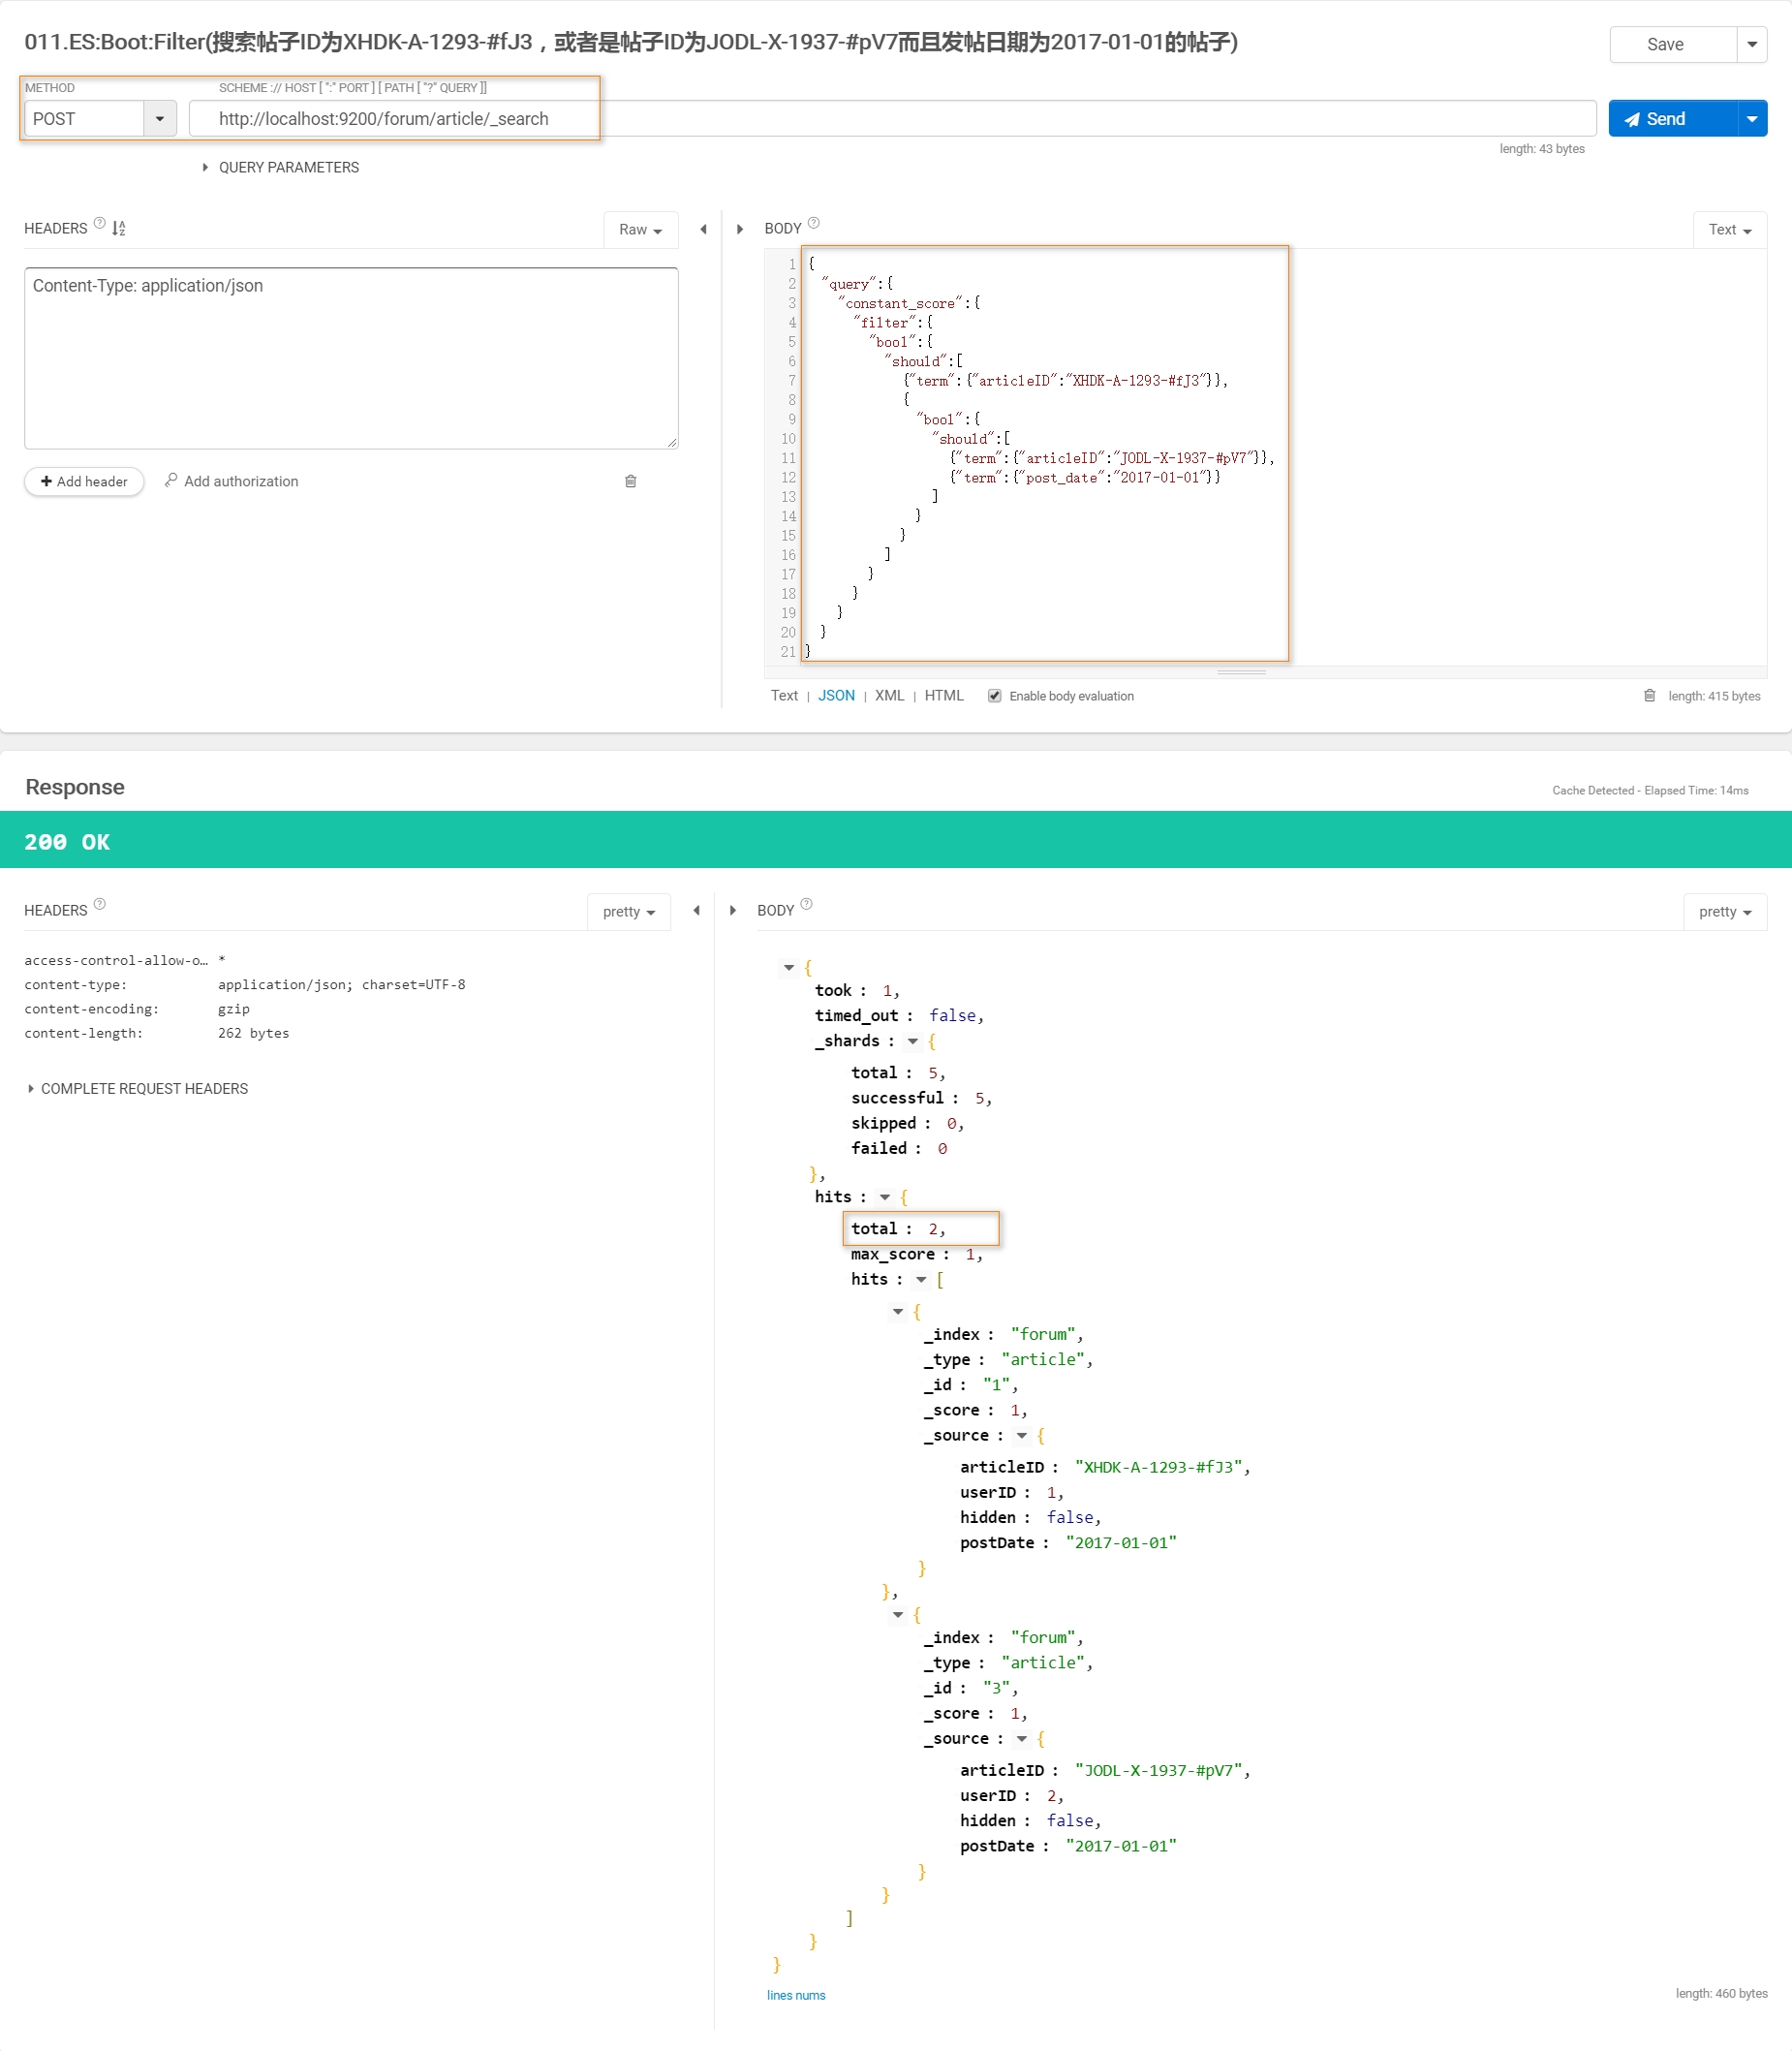 011.ES:Boot:Filter(搜索帖子ID为XHDK-A-1293-#fJ3，或者是帖子ID为JODL-X-1937-#pV7而且发帖日期为2017-01-01的帖子)
Save
METHOD
SCHEME :// HOST [ ":" PORT ] [ PATH [ "?" QUERY ]]
POST
http://localhost:9200/forum/article/_search
Send
length: 43 bytes
QUERY PARAMETERS
HEADERS ? Raw
Content-Type: application/json
Add header
Add authorization
BODY ? Text
1 {
2 "query":{
3 "constant_score":{
4 "filter":{
5 "bool":{
6 "should":[
7 {"term":{"articleID":"XHDK-A-1293-#fJ3"}},
8 {
9 "bool":{
10 "should":[
11 {"term":{"articleID":"JODL-X-1937-#pV7"}},
12 {"term":{"post_date":"2017-01-01"}}
13 ]
14 }
15 }
16 ]
17 }
18 }
19 }
20 }
21 }
Text | JSON | XML | HTML Enable body evaluation length: 415 bytes
Response
Cache Detected - Elapsed Time: 14ms
200 OK
HEADERS ? pretty
access-control-allow-o… *
content-type: application/json; charset=UTF-8
content-encoding: gzip
content-length: 262 bytes
COMPLETE REQUEST HEADERS
BODY ? pretty
{
took : 1,
timed_out : false,
_shards : {
total : 5,
successful : 5,
skipped : 0,
failed : 0
},
hits : {
total : 2,
max_score : 1,
hits : [
{
_index : "forum",
_type : "article",
_id : "1",
_score : 1,
_source : {
articleID : "XHDK-A-1293-#fJ3",
userID : 1,
hidden : false,
postDate : "2017-01-01"
}
},
{
_index : "forum",
_type : "article",
_id : "3",
_score : 1,
_source : {
articleID : "JODL-X-1937-#pV7",
userID : 2,
hidden : false,
postDate : "2017-01-01"
}
}
]
}
}
lines nums
length: 460 bytes